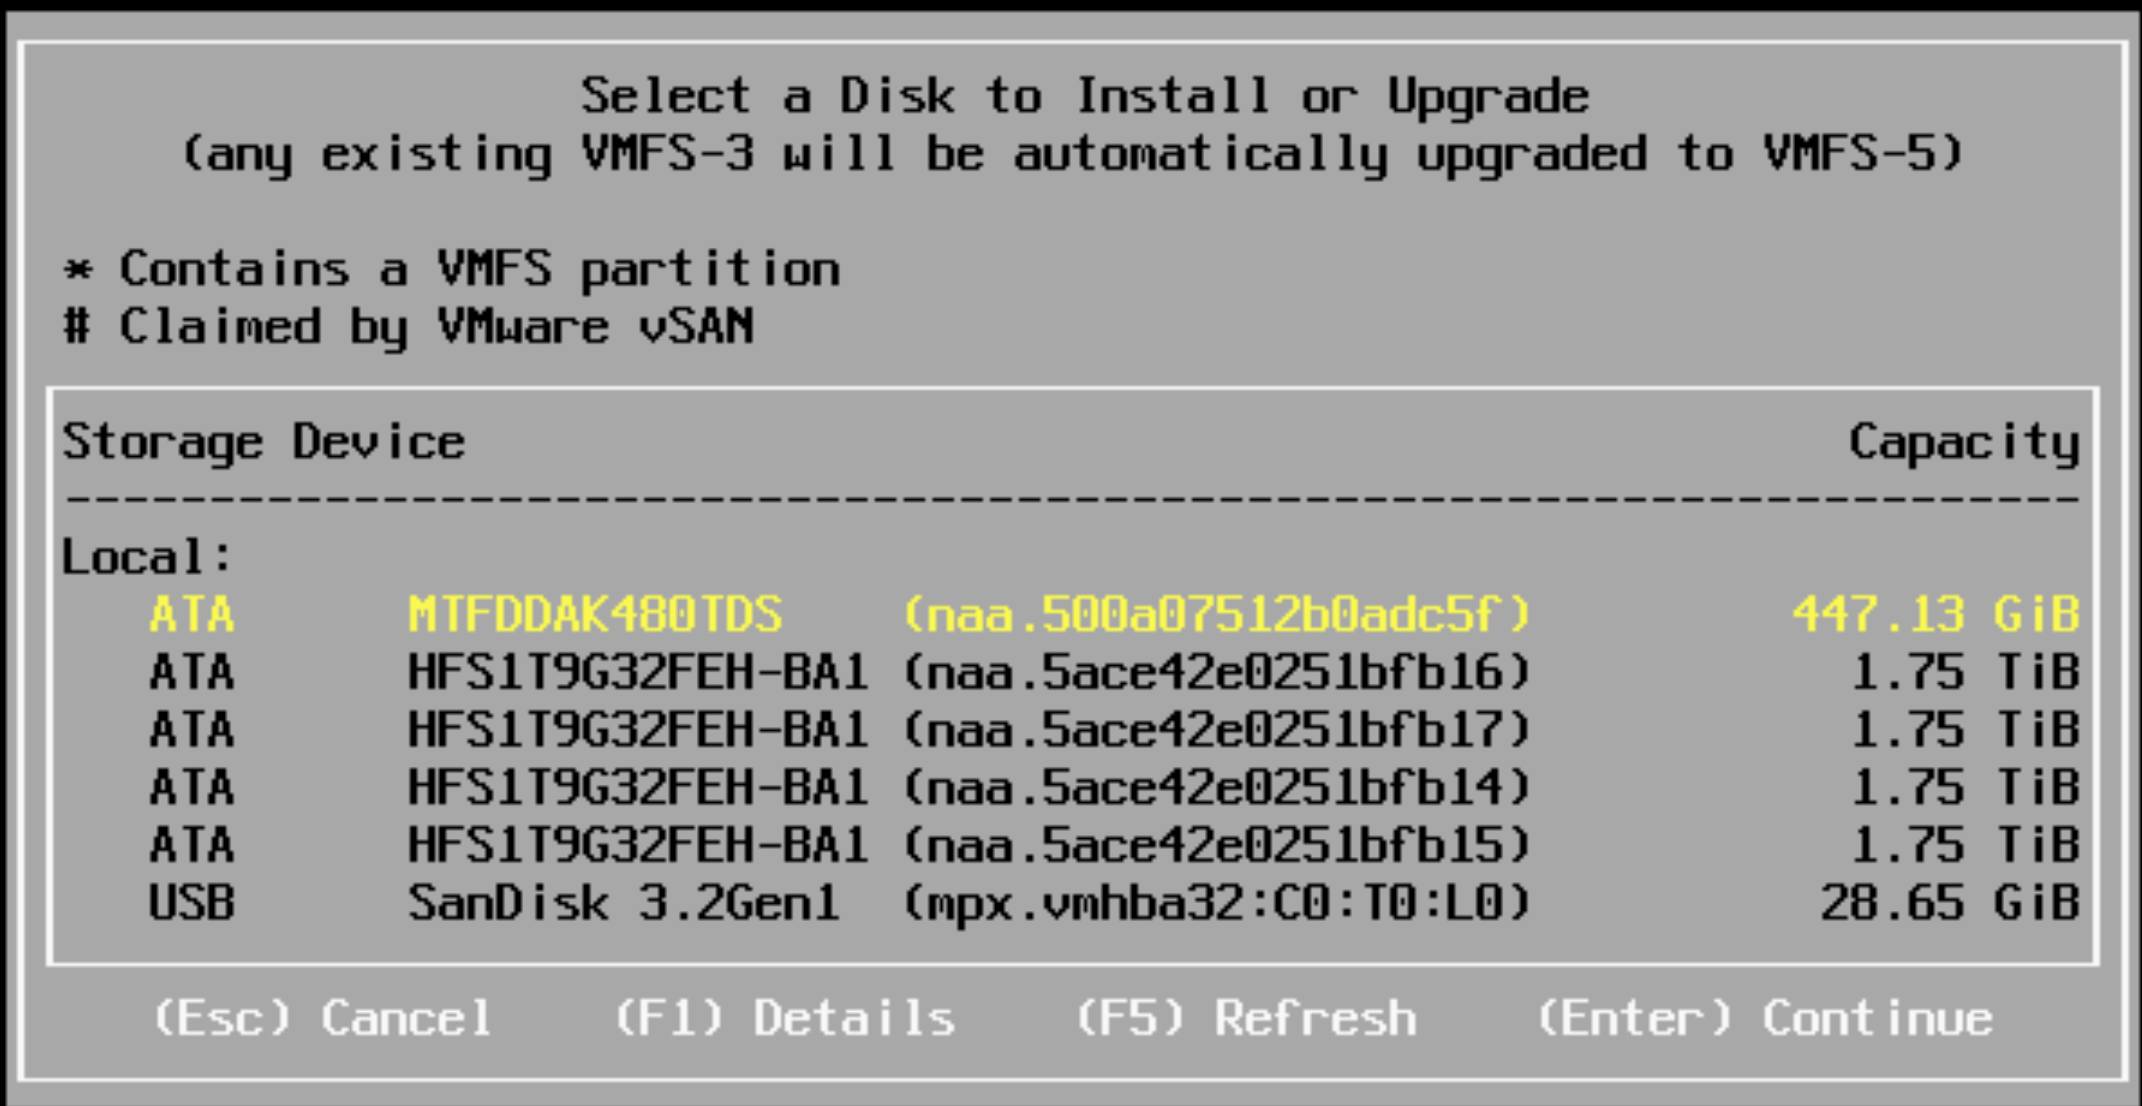 Select a Disk to Install or Upgrade
(any existing VMFS-3 will be automatically upgraded to VMFS-5)
* Contains a VMFS partition
# Claimed by VMware vSAN
Storage Device Capacity
----------------------------------------------------------------------
Local:
ATA MTFDDAK480TDS (naa.500a07512b0adc5f) 447.13 GiB
ATA HFS1T9G32FEH-BA1 (naa.5ace42e0251bfb16) 1.75 TiB
ATA HFS1T9G32FEH-BA1 (naa.5ace42e0251bfb17) 1.75 TiB
ATA HFS1T9G32FEH-BA1 (naa.5ace42e0251bfb14) 1.75 TiB
ATA HFS1T9G32FEH-BA1 (naa.5ace42e0251bfb15) 1.75 TiB
USB SanDisk 3.2Gen1 (mpx.vmhba32:C0:T0:L0) 28.65 GiB
(Esc) Cancel (F1) Details (F5) Refresh (Enter) Continue